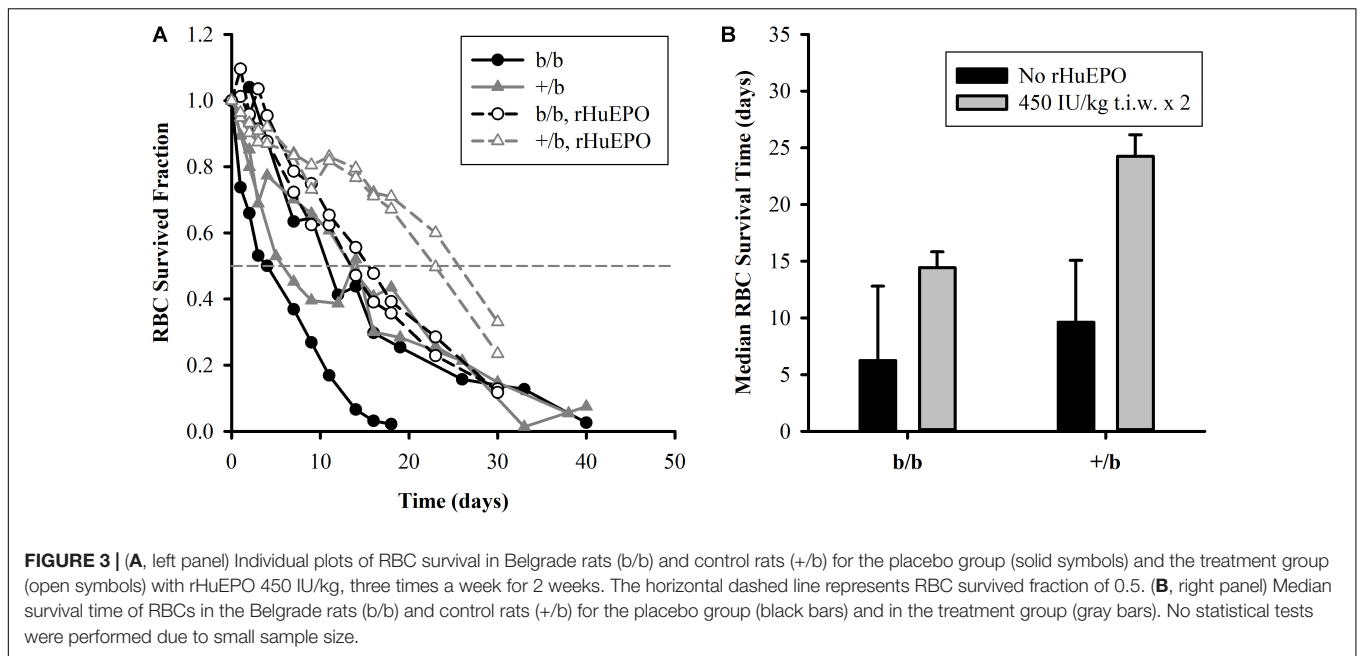 A
RBC Survived Fraction
1.2
1.0
0.8
0.6
0.4
0.2
0.0
0 10 20 30 40 50
Time (days)
b/b
+/b
b/b, rHuEPO
+/b, rHuEPO
B
Median RBC Survival Time (days)
35
30
25
20
15
10
5
0
b/b +/b
No rHuEPO
450 IU/kg t.i.w. x 2
FIGURE 3 | (A, left panel) Individual plots of RBC survival in Belgrade rats (b/b) and control rats (+/b) for the placebo group (solid symbols) and the treatment group
(open symbols) with rHuEPO 450 IU/kg, three times a week for 2 weeks. The horizontal dashed line represents RBC survived fraction of 0.5. (B, right panel) Median
survival time of RBCs in the Belgrade rats (b/b) and control rats (+/b) for the placebo group (black bars) and in the treatment group (gray bars). No statistical tests
were performed due to small sample size.